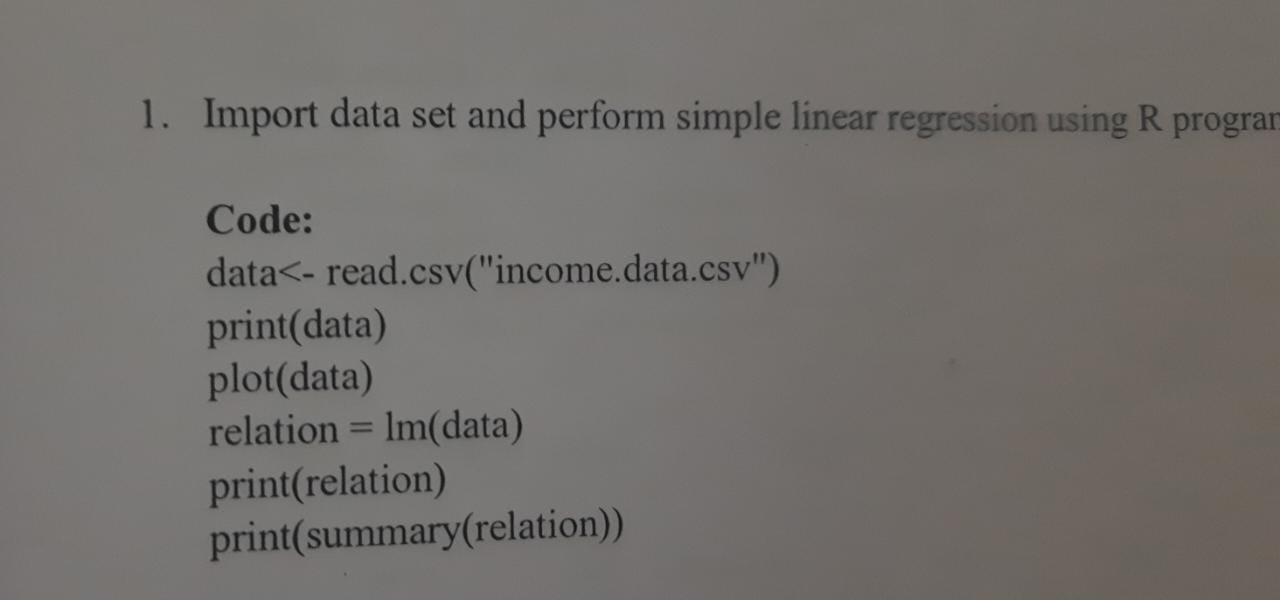 1. Import data set and perform simple linear regression using R
Code:
data<- read.csv("income.data.csv")
print(data)
plot(data)
relation = lm(data)
print(relation)
print(summary(relation))